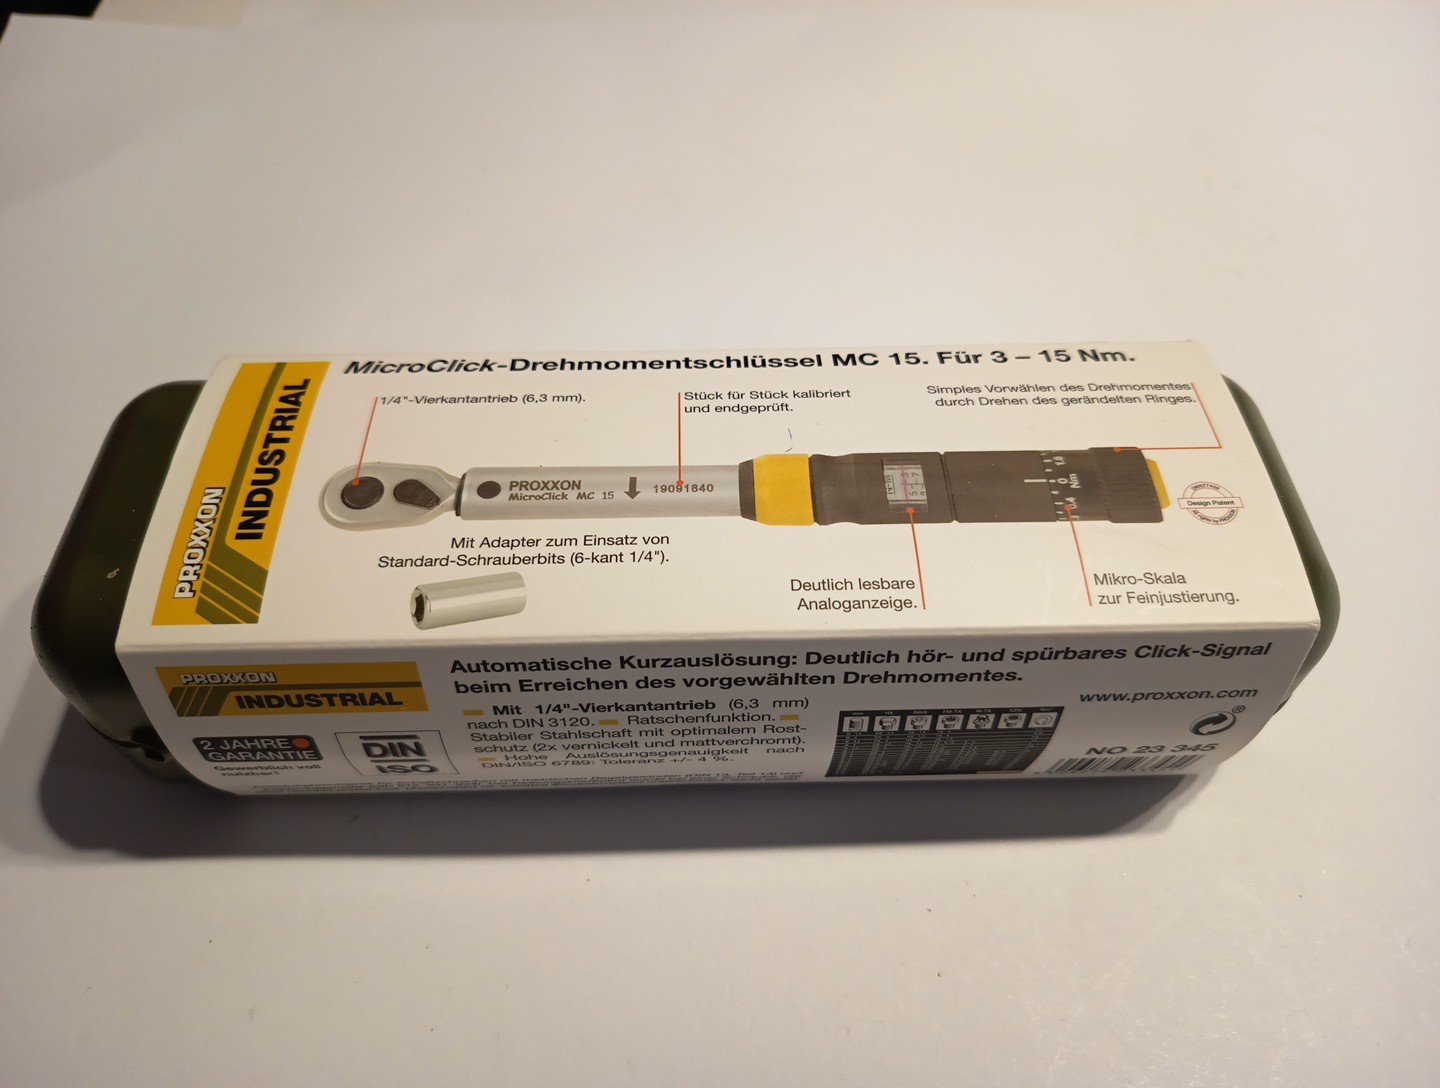 MicroClick-Drehmomentschlüssel MC 15. Für 3 – 15 Nm.
PROXXON
INDUSTRIAL
1/4"-Vierkantantrieb (6,3 mm).
Stück für Stück kalibriert
und endgeprüft.
Simples Vorwählen des Drehmomentes
durch Drehen des gerändelten Ringes.
PROXXON
MicroClick MC 15
19091840
Nm
0
Design Patent
Mit Adapter zum Einsatz von
Standard-Schrauberbits (6-kant 1/4").
Deutlich lesbare
Analoganzeige.
Mikro-Skala
zur Feinjustierung.
PROXXON
INDUSTRIAL
Automatische Kurzauslösung: Deutlich hör- und spürbares Click-Signal
beim Erreichen des vorgewählten Drehmomentes.
Mit 1/4"-Vierkantantrieb (6,3 mm)
nach DIN 3120. Ratschenfunktion.
Stabiler Stahlschaft mit optimalem Rost-
schutz (2x vernickelt und mattverchromt).
Hohe Auslösungsgenauigkeit nach
DIN/ISO 6789: Toleranz +/- 4 %.
2 JAHRE
GARANTIE
Gewerblich voll
nutzbar!
DIN
ISO
www.proxxon.com
®
NO 23 345